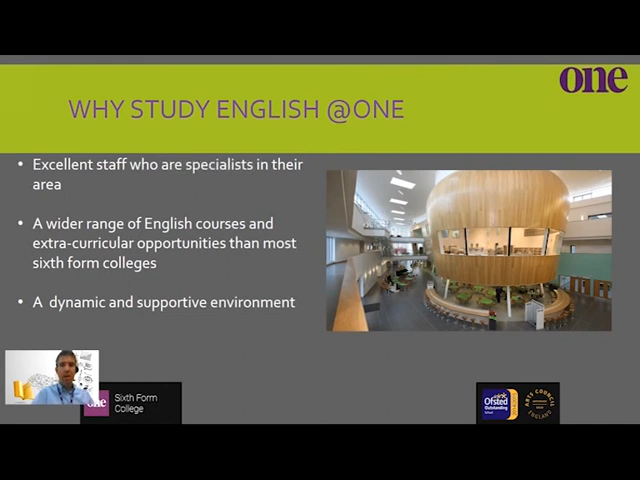 one
WHY STUDY ENGLISH @ONE
• Excellent staff who are specialists in their
area
• A wider range of English courses and
extra-curricular opportunities than most
sixth form colleges
• A dynamic and supportive environment
one
Sixth Form
College
Ofsted
Outstanding
ARTS COUNCIL
ENGLAND